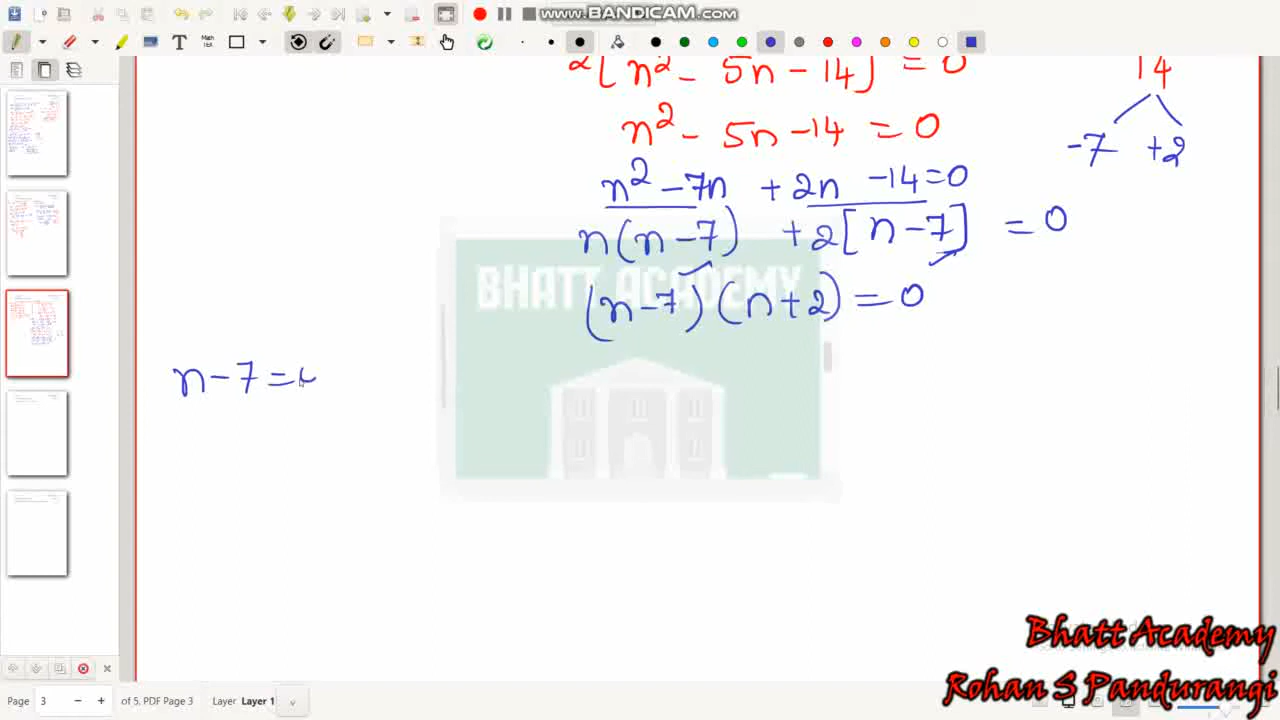 www.BANDICAM.com
T Math TEX
2[n² - 5n - 14] = 0
14
n² - 5n - 14 = 0
-7 +2
n² - 7n + 2n - 14 = 0
n(n - 7) + 2[n - 7] = 0
BHATT ACADEMY
(n - 7)(n + 2) = 0
n - 7 =
Bhatt Academy
Rohan S Pandurangi
Page 3 of 5, PDF Page 3 Layer Layer 1